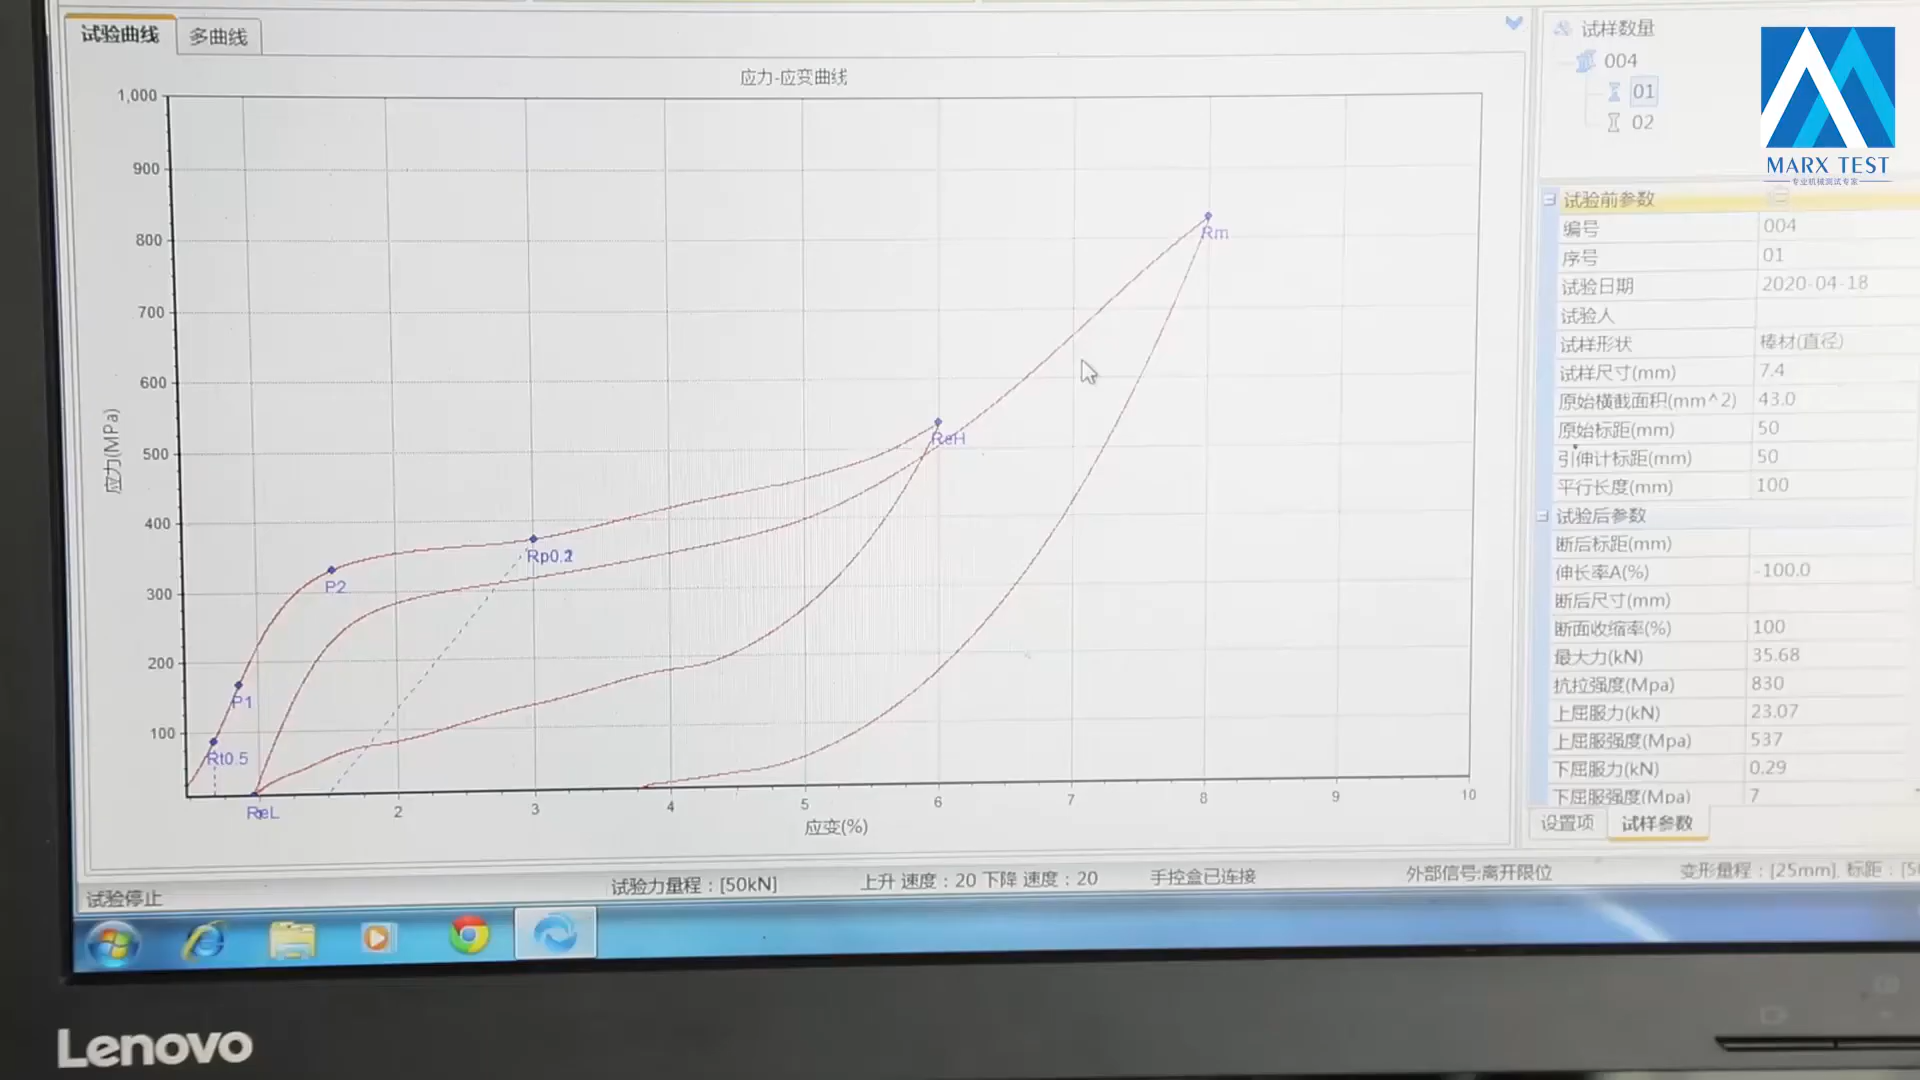 试验曲线 多曲线
应力-应变曲线
1,000
900
800
700
600
500
400
300
200
100
应力(MPa)
Rm
ReH
Rp0.2
P2
P1
Rt0.5
ReL
2 3 4 5 6 7 8 9 10
应变(%)
试样数量
004
01
02
MARX TEST
专业机械测试专家
试验前参数
编号 004
序号 01
试验日期 2020-04-18
试验人
试样形状 棒材(直径)
试样尺寸(mm) 7.4
原始横截面积(mm^2) 43.0
原始标距(mm) 50
引伸计标距(mm) 50
平行长度(mm) 100
试验后参数
断后标距(mm)
伸长率A(%) -100.0
断后尺寸(mm)
断面收缩率(%) 100
最大力(kN) 35.68
抗拉强度(Mpa) 830
上屈服力(kN) 23.07
上屈服强度(Mpa) 537
下屈服力(kN) 0.29
下屈服强度(Mpa) 7
设置项 试样参数
试验停止 试验力量程：[50kN] 上升 速度：20 下降 速度：20 手控盒已连接 外部信号:离开限位 变形量程：[25mm], 标距：[5
Lenovo